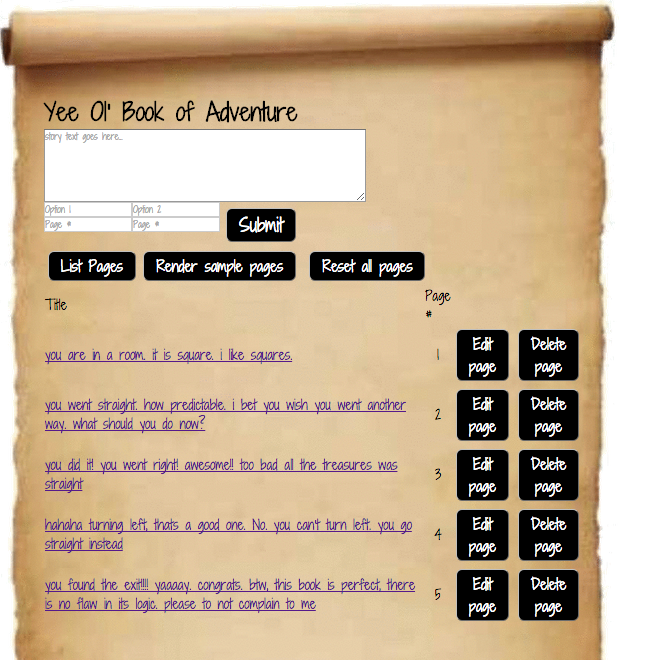 Yee Ol' Book of Adventure
story text goes here...
Option 1 Option 2
Page # Page #
Submit
List Pages Render sample pages Reset all pages
Title Page
#
you are in a room. it is square. i like squares. 1 Edit page Delete page
you went straight. how predictable. i bet you wish you went another
way. what should you do now? 2 Edit page Delete page
you did it! you went right! awesome!! too bad all the treasures was
straight 3 Edit page Delete page
hahaha turning left, thats a good one. No. you can't turn left. you go
straight instead 4 Edit page Delete page
you found the exit!!!! yaaaay. congrats. btw, this book is perfect, there
is no flaw in its logic. please to not complain to me 5 Edit page Delete page